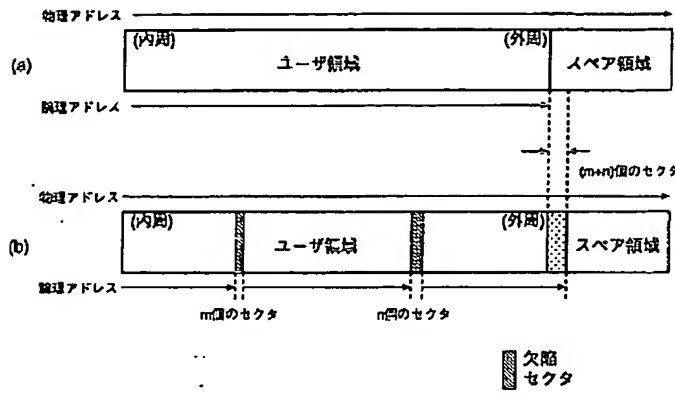 物理アドレス
(a)
(内周)
ユーザ領域
(外周)
スペア領域
論理アドレス
(m+n)個のセクタ
物理アドレス
(b)
(内周)
ユーザ領域
(外周)
スペア領域
論理アドレス
m個のセクタ
n個のセクタ
欠陥
セクタ